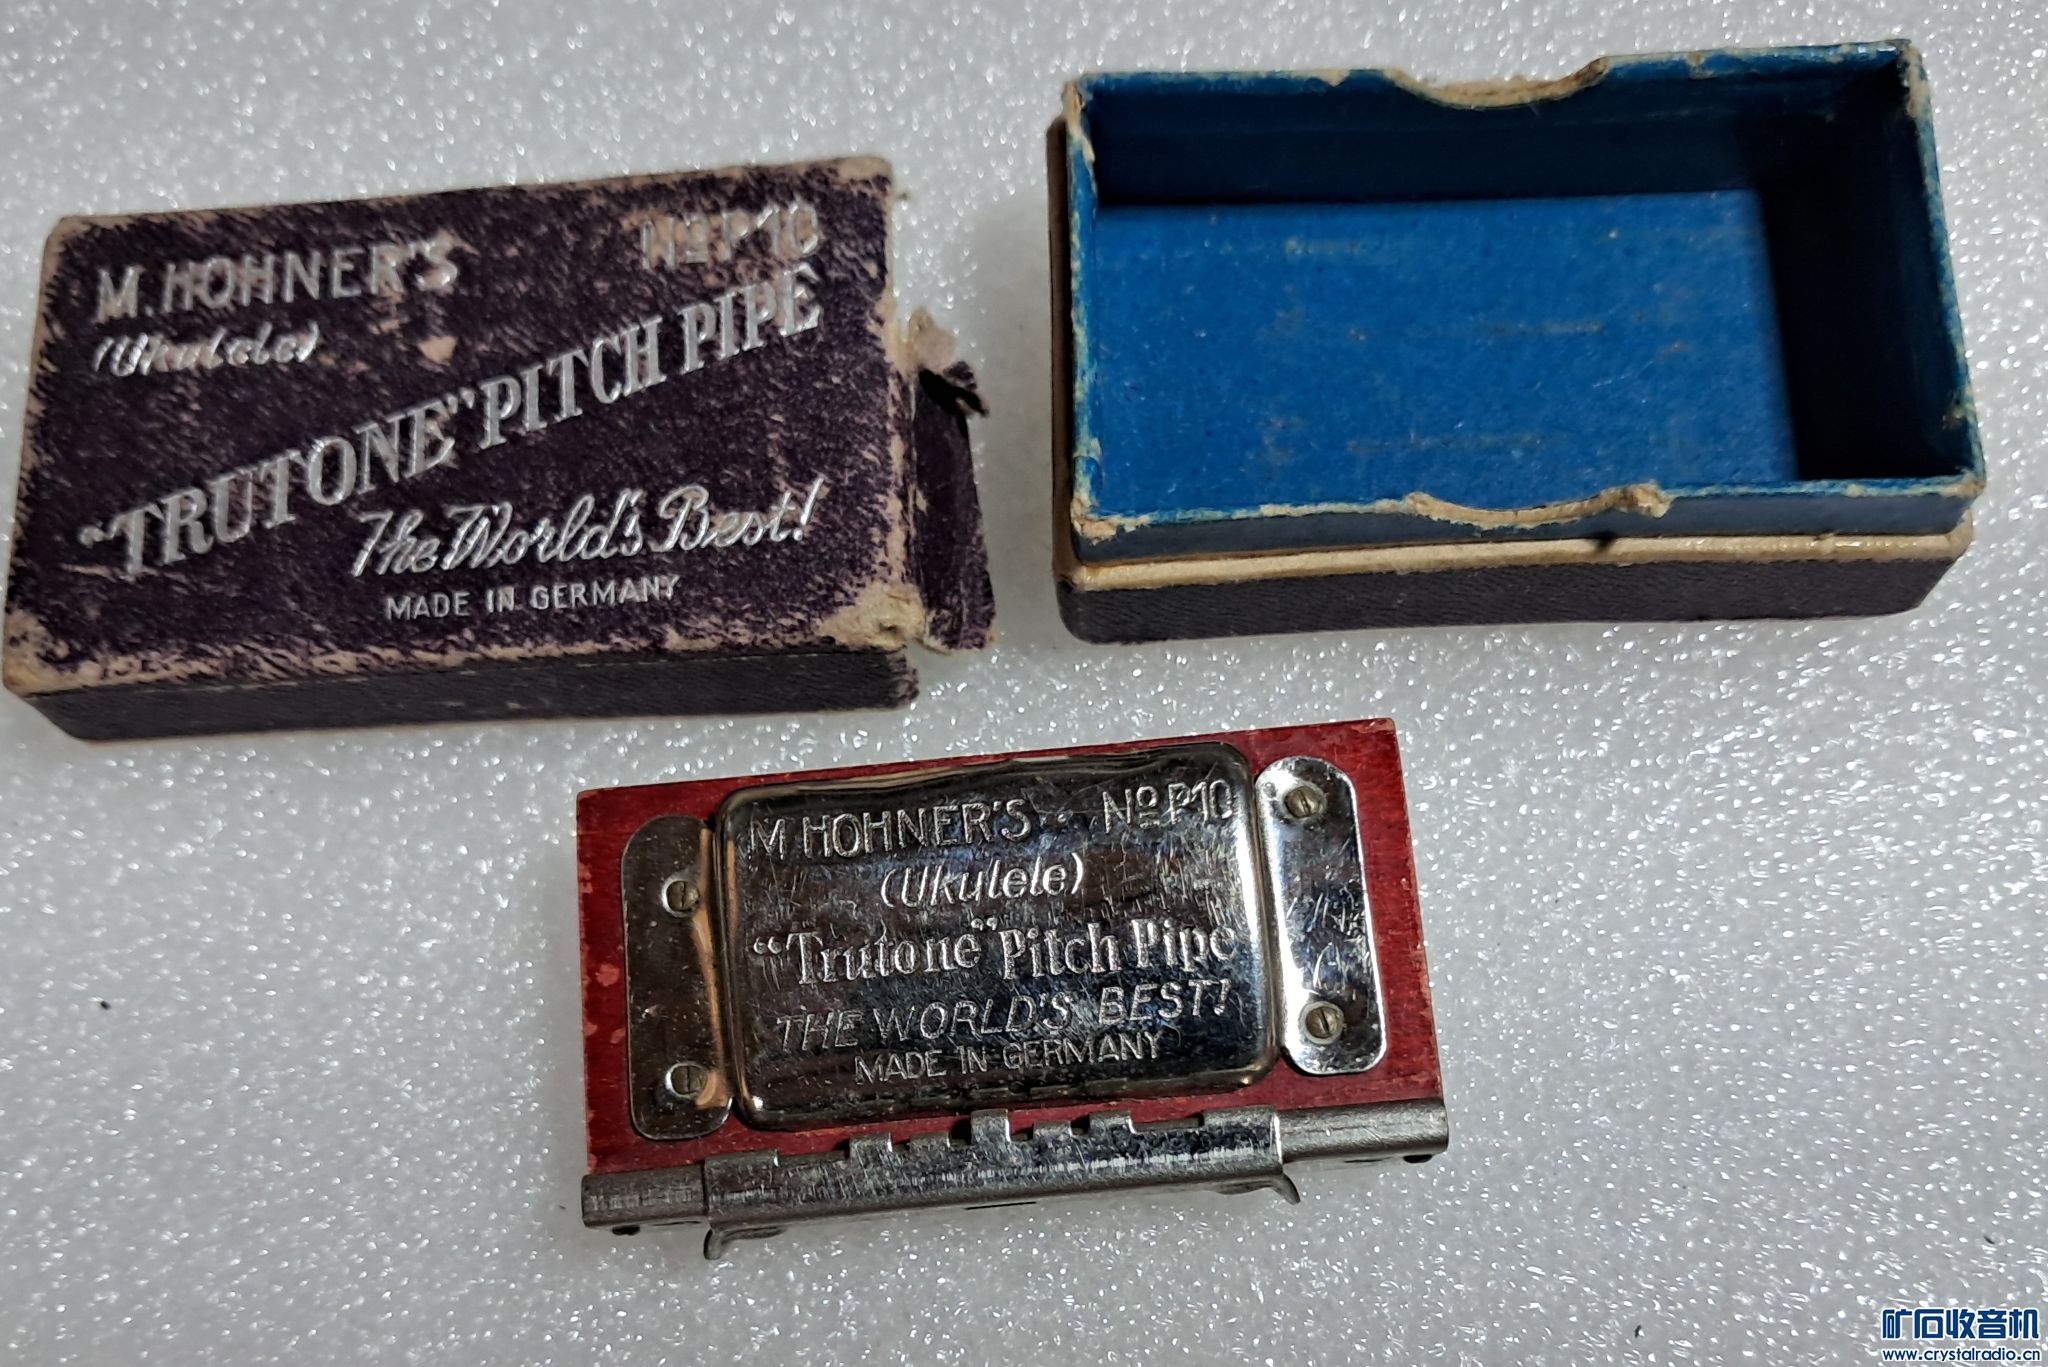 M. HOHNER'S Nº P10
(Ukulele)
"TRUTONE" PITCH PIPE
The World's Best!
MADE IN GERMANY
M. HOHNER'S Nº P10
(Ukulele)
"Trutone" Pitch Pipe
THE WORLD'S BEST!
MADE IN GERMANY
矿石收音机
www.crystalradio.cn